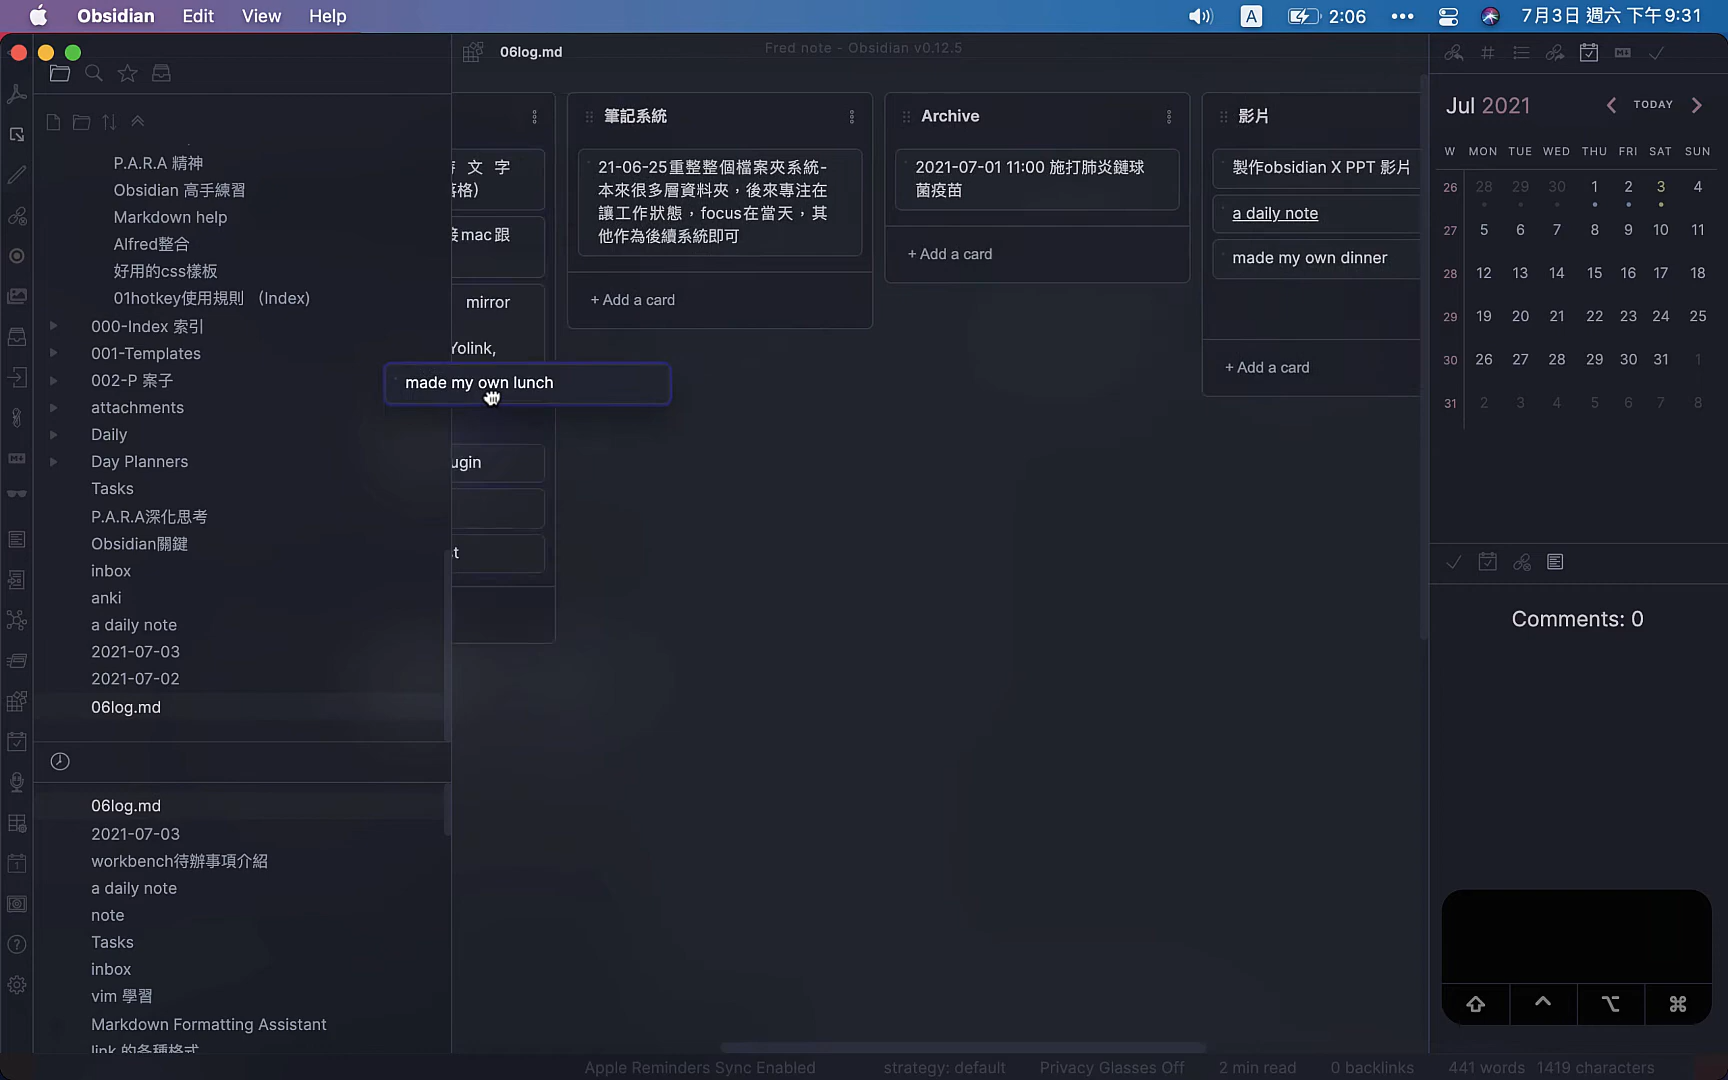 Obsidian Edit View Help
A 2:06 7月3日 週六 下午9:31
06log.md
Fred note - Obsidian v0.12.5
P.A.R.A 精神
Obsidian 高手練習
Markdown help
Alfred整合
好用的css樣板
01hotkey使用規則 （Index)
000-Index 索引
001-Templates
002-P 案子
attachments
Daily
Day Planners
Tasks
P.A.R.A深化思考
Obsidian關鍵
inbox
anki
a daily note
2021-07-03
2021-07-02
06log.md
06log.md
2021-07-03
workbench待辦事項介紹
a daily note
note
Tasks
inbox
vim 學習
Markdown Formatting Assistant
link 的各種格式
文字
落格)
接mac跟
mirror
Yolink,
made my own lunch
ugin
st
筆記系統
21-06-25重整整個檔案夾系統-
本來很多層資料夾，後來專注在
讓工作狀態，focus在當天，其
他作為後續系統即可
+ Add a card
Archive
2021-07-01 11:00 施打肺炎鏈球
菌疫苗
+ Add a card
影片
製作obsidian X PPT 影片
a daily note
made my own dinner
+ Add a card
Jul 2021 TODAY
W MON TUE WED THU FRI SAT SUN
26 28 29 30 1 2 3 4
27 5 6 7 8 9 10 11
28 12 13 14 15 16 17 18
29 19 20 21 22 23 24 25
30 26 27 28 29 30 31 1
31 2 3 4 5 6 7 8
Comments: 0
Apple Reminders Sync Enabled strategy: default Privacy Glasses Off 2 min read 0 backlinks 441 words 1419 characters